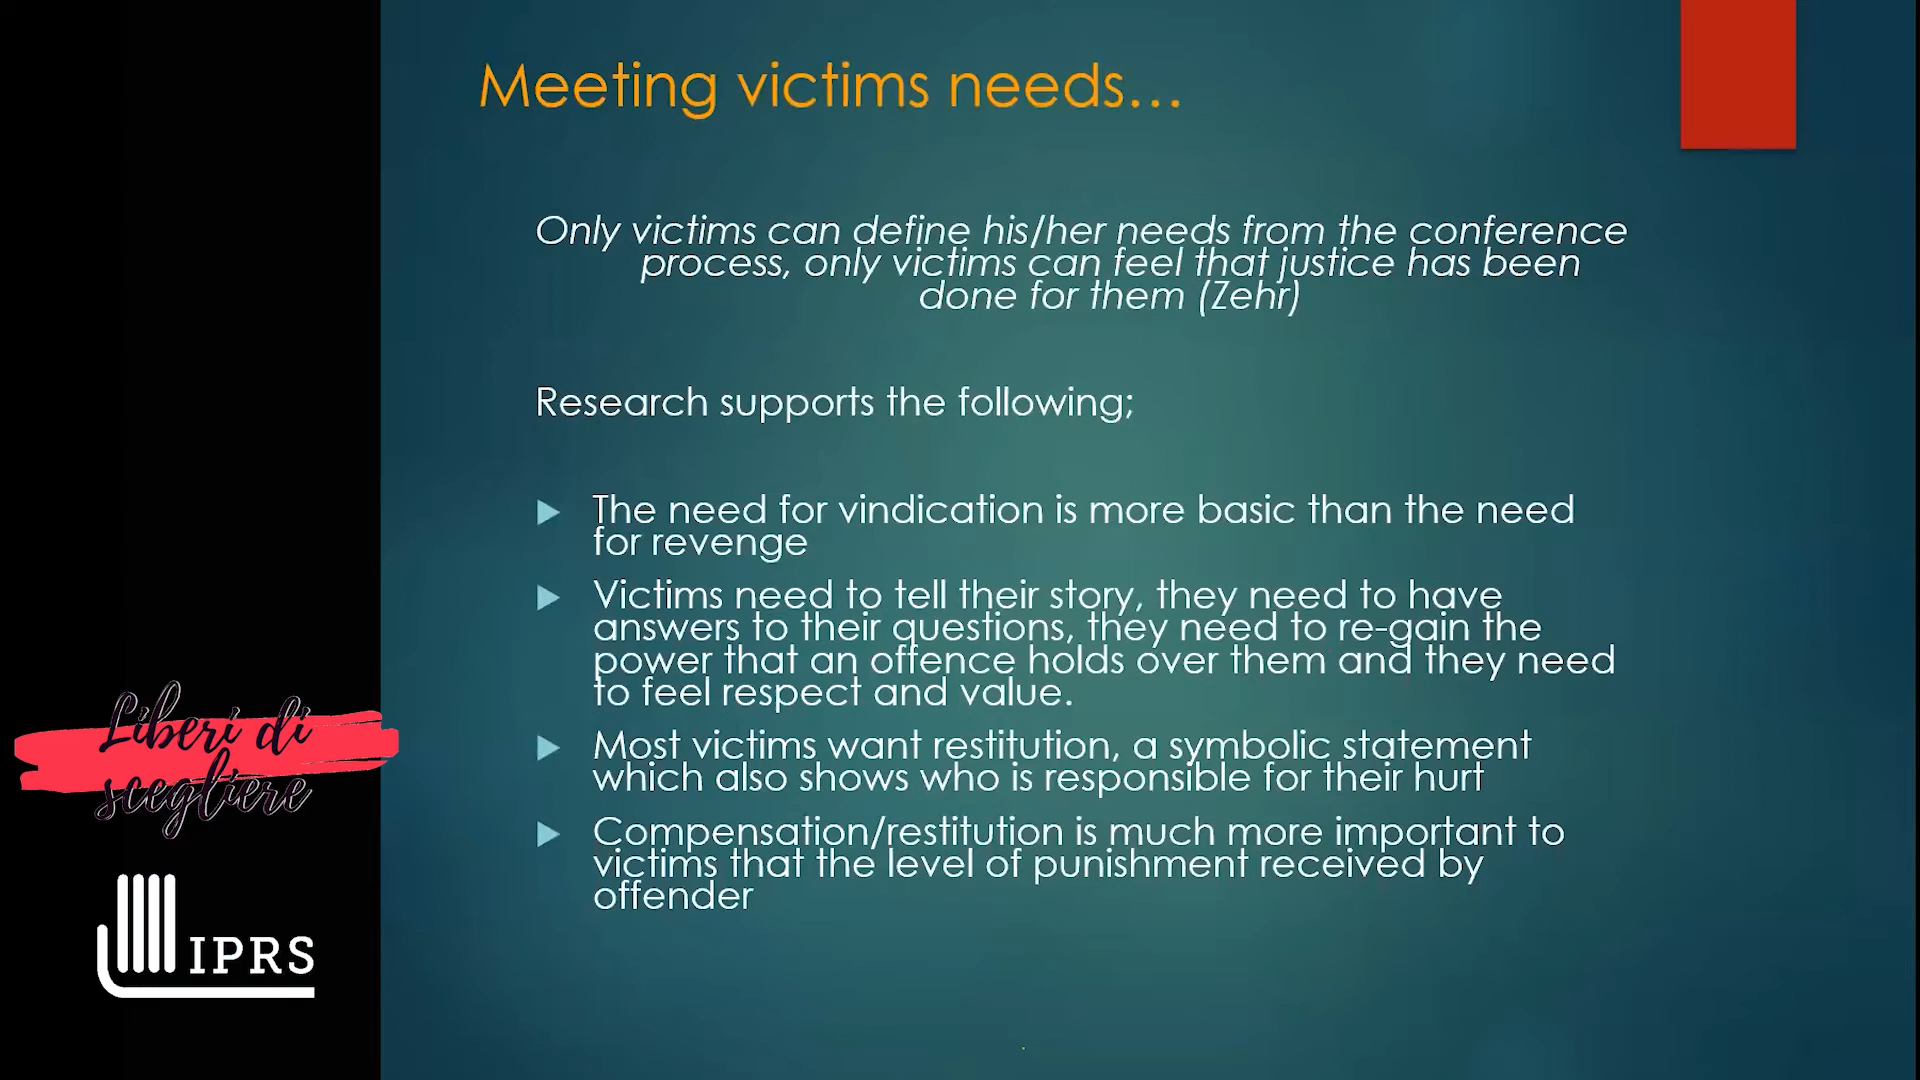 Meeting victims needs...
Only victims can define his/her needs from the conference
process, only victims can feel that justice has been
done for them (Zehr)
Research supports the following;
The need for vindication is more basic than the need
for revenge
Victims need to tell their story, they need to have
answers to their questions, they need to re-gain the
power that an offence holds over them and they need
to feel respect and value.
Most victims want restitution, a symbolic statement
which also shows who is responsible for their hurt
Compensation/restitution is much more important to
victims that the level of punishment received by
offender
Liberi di
scegliere
IPRS